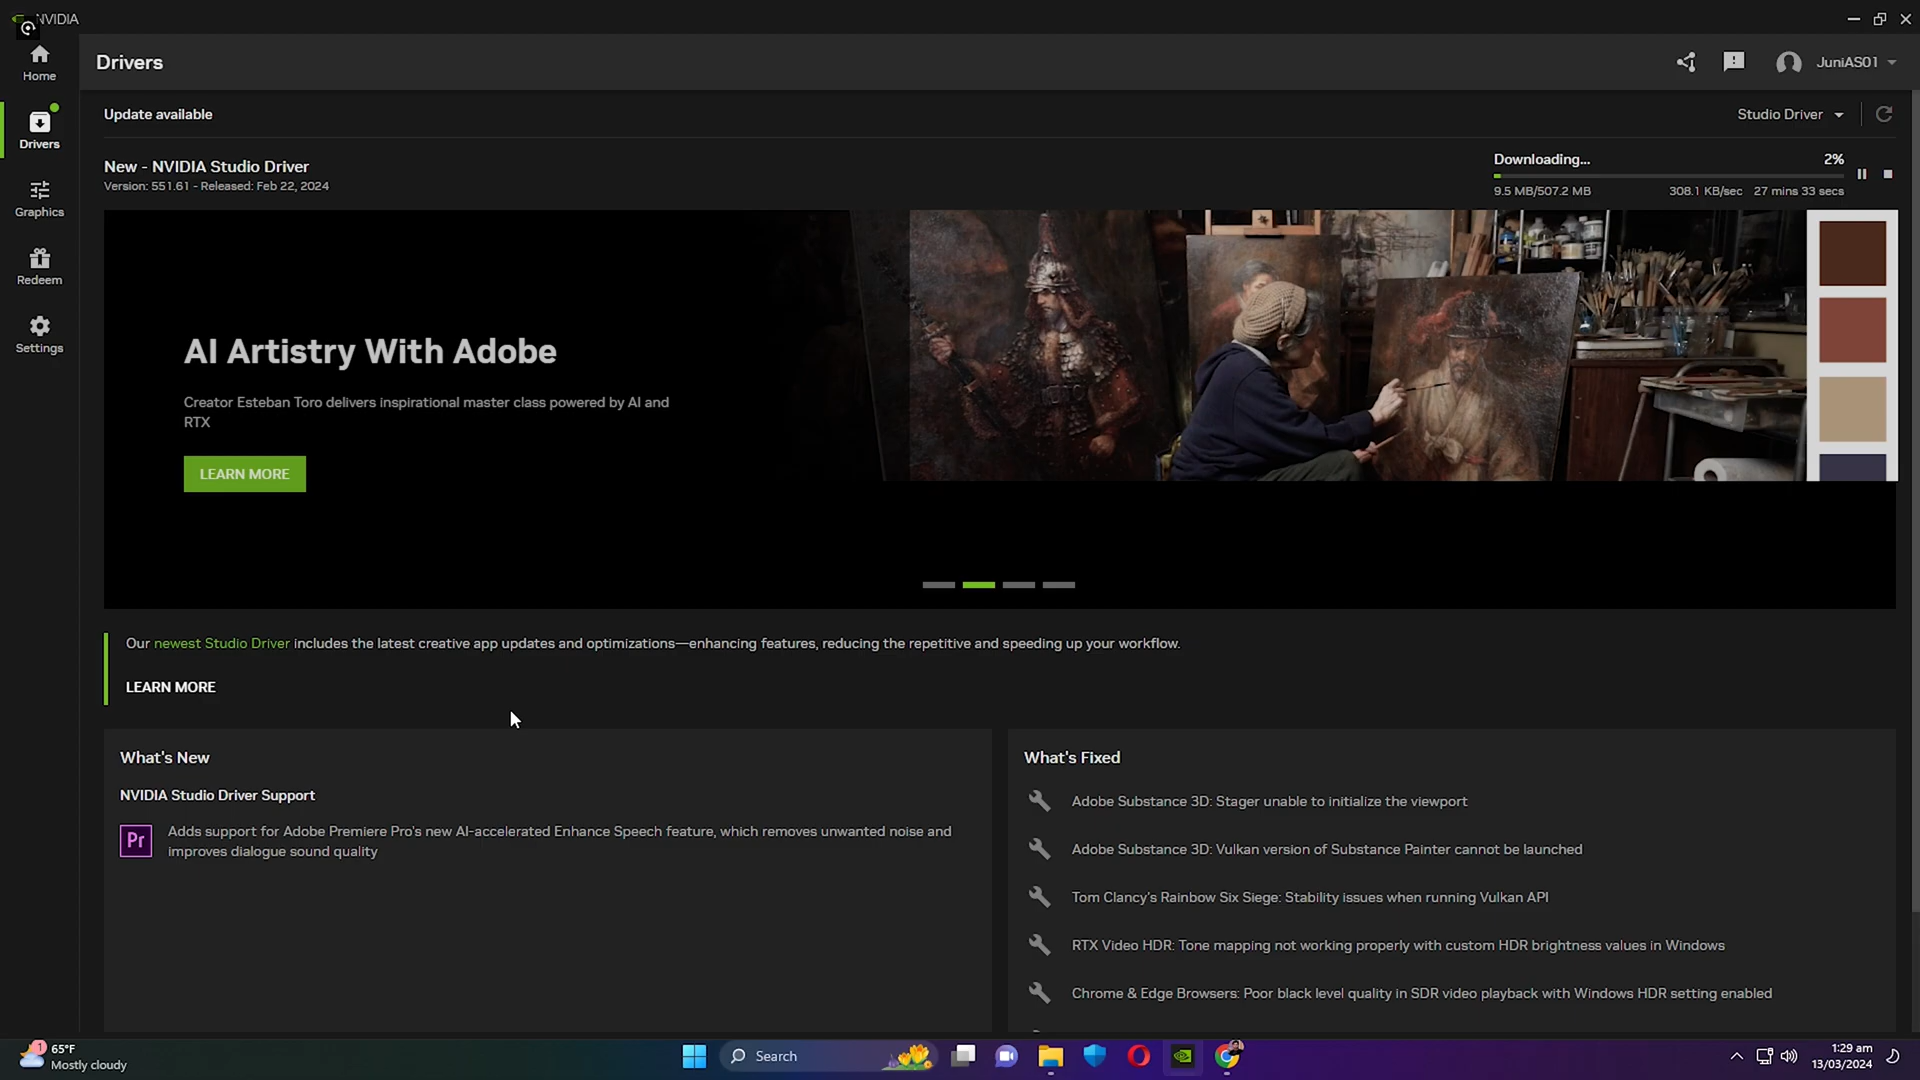 NVIDIA
Home
Drivers
Graphics
Redeem
Settings
Drivers
JuniAS01
Update available
Studio Driver
New - NVIDIA Studio Driver
Version: 551.61 - Released: Feb 22, 2024
Downloading...
2%
9.5 MB/507.2 MB
308.1 KB/sec
27 mins 33 secs
AI Artistry With Adobe
Creator Esteban Toro delivers inspirational master class powered by AI and
RTX
LEARN MORE
Our newest Studio Driver includes the latest creative app updates and optimizations—enhancing features, reducing the repetitive and speeding up your workflow.
LEARN MORE
What's New
NVIDIA Studio Driver Support
Pr
Adds support for Adobe Premiere Pro's new AI-accelerated Enhance Speech feature, which removes unwanted noise and
improves dialogue sound quality
What's Fixed
Adobe Substance 3D: Stager unable to initialize the viewport
Adobe Substance 3D: Vulkan version of Substance Painter cannot be launched
Tom Clancy's Rainbow Six Siege: Stability issues when running Vulkan API
RTX Video HDR: Tone mapping not working properly with custom HDR brightness values in Windows
Chrome & Edge Browsers: Poor black level quality in SDR video playback with Windows HDR setting enabled
1
65°F
Mostly cloudy
Search
1:29 am
13/03/2024